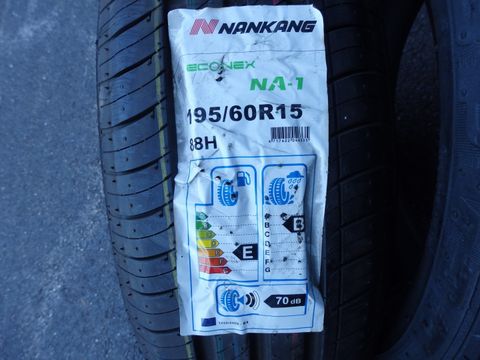 NANKANG
ECONEX
NA-1
195/60R15
88H
E
B
B
C
D
E
F
G
70 dB